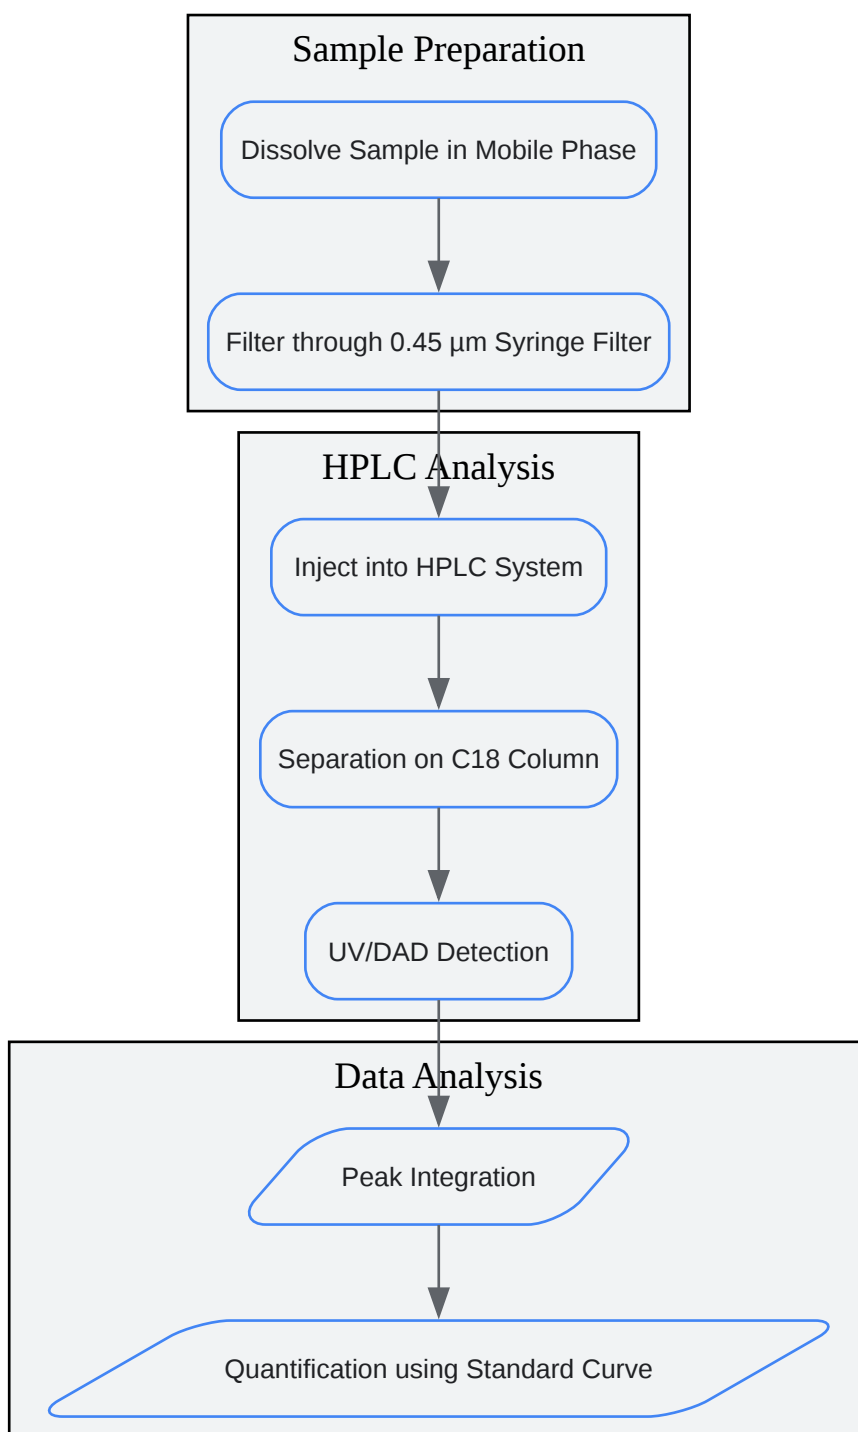 Sample Preparation
Dissolve Sample in Mobile Phase
Filter through 0.45 µm Syringe Filter
HPLC Analysis
Inject into HPLC System
Separation on C18 Column
UV/DAD Detection
Data Analysis
Peak Integration
Quantification using Standard Curve